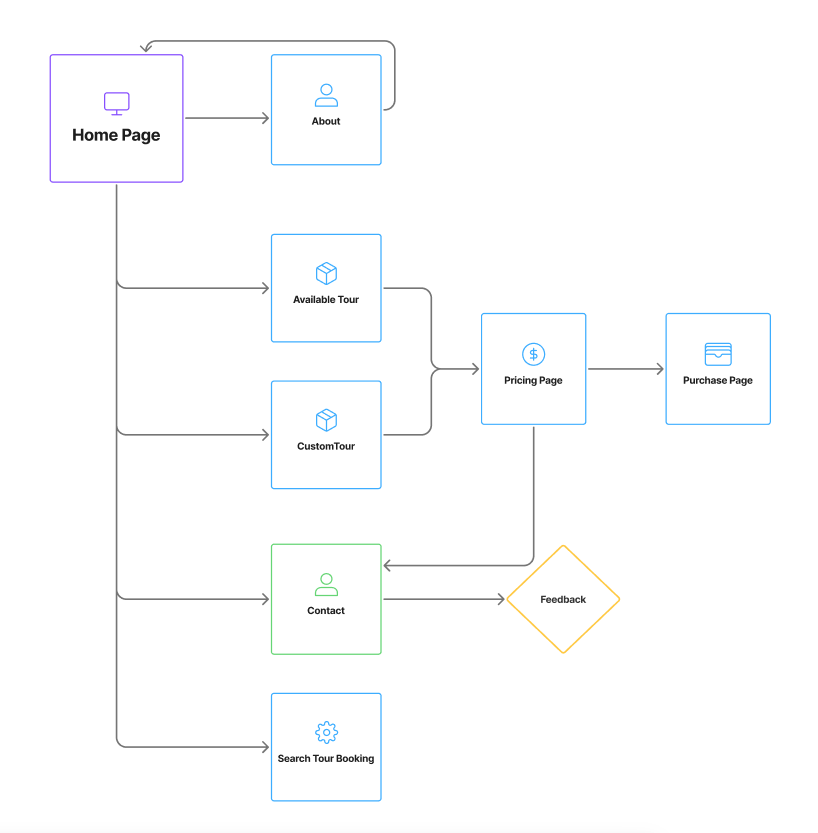 Home Page
About
Available Tour
CustomTour
Pricing Page
Purchase Page
Contact
Feedback
Search Tour Booking